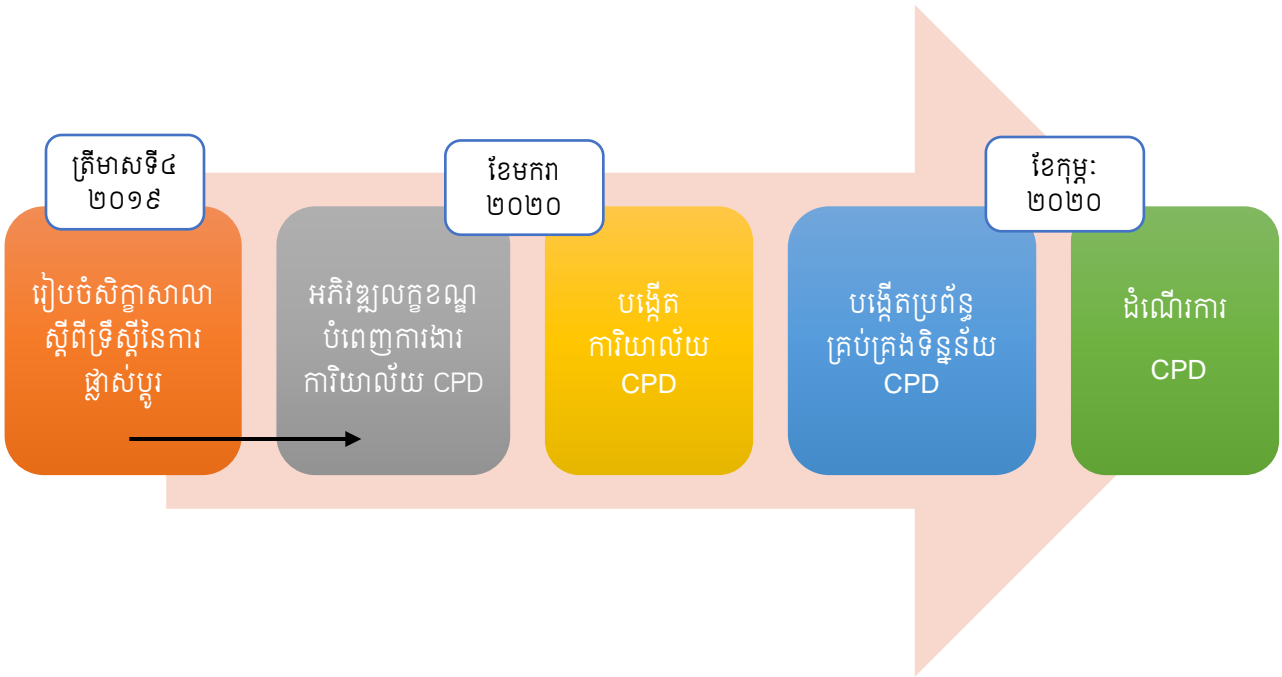 ត្រីមាសទី៤
២០១៩
រៀបចំសិក្ខាសាលា
ស្តីពីទ្រឹស្តីនៃការ
ផ្លាស់ប្តូរ
ខែមករា
២០២០
អភិវឌ្ឍលក្ខខណ្ឌ
បំពេញការងារ
ការិយាល័យ CPD
បង្កើត
ការិយាល័យ
CPD
ខែកុម្ភៈ
២០២០
បង្កើតប្រព័ន្ធ
គ្រប់គ្រងទិន្នន័យ
CPD
ដំណើរការ
CPD